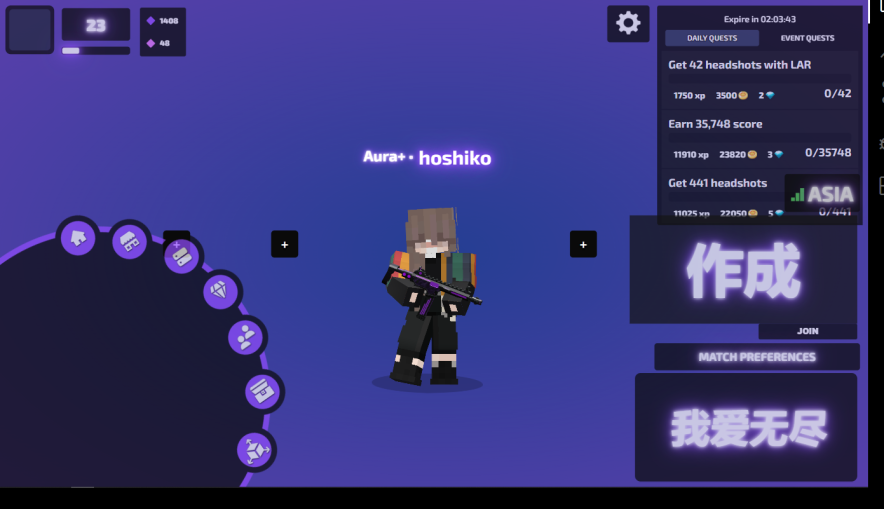 23
1408
48
Expire in 02:03:43
DAILY QUESTS
EVENT QUESTS
Get 42 headshots with LAR
1750 xp 3500 2 0/42
Earn 35,748 score
11910 xp 23820 3 0/35748
Get 441 headshots
11025 xp 22050 5 0/441
ASIA
Aura+ • hoshiko
+
+
+
作成
JOIN
MATCH PREFERENCES
我爱无尽